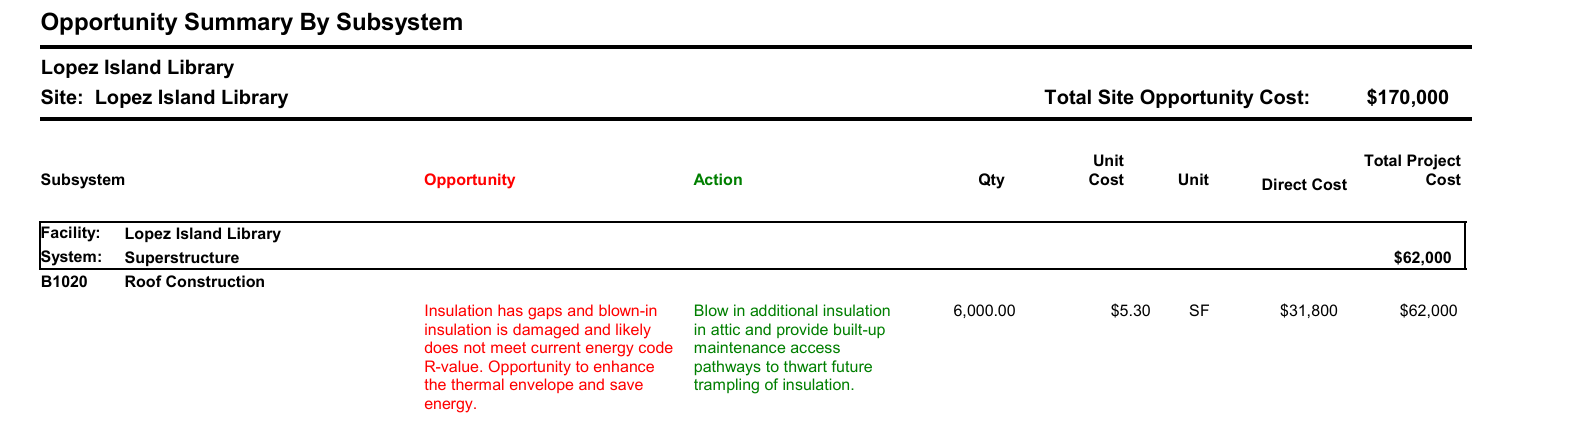 Opportunity Summary By Subsystem
Lopez Island Library
Site: Lopez Island Library Total Site Opportunity Cost: $170,000
Subsystem Opportunity Action Qty Unit Cost Unit Direct Cost Total Project Cost
Facility: Lopez Island Library
System: Superstructure $62,000
B1020 Roof Construction
Insulation has gaps and blown-in Blow in additional insulation 6,000.00 $5.30 SF $31,800 $62,000
insulation is damaged and likely in attic and provide built-up
does not meet current energy code maintenance access
R-value. Opportunity to enhance pathways to thwart future
the thermal envelope and save trampling of insulation.
energy.